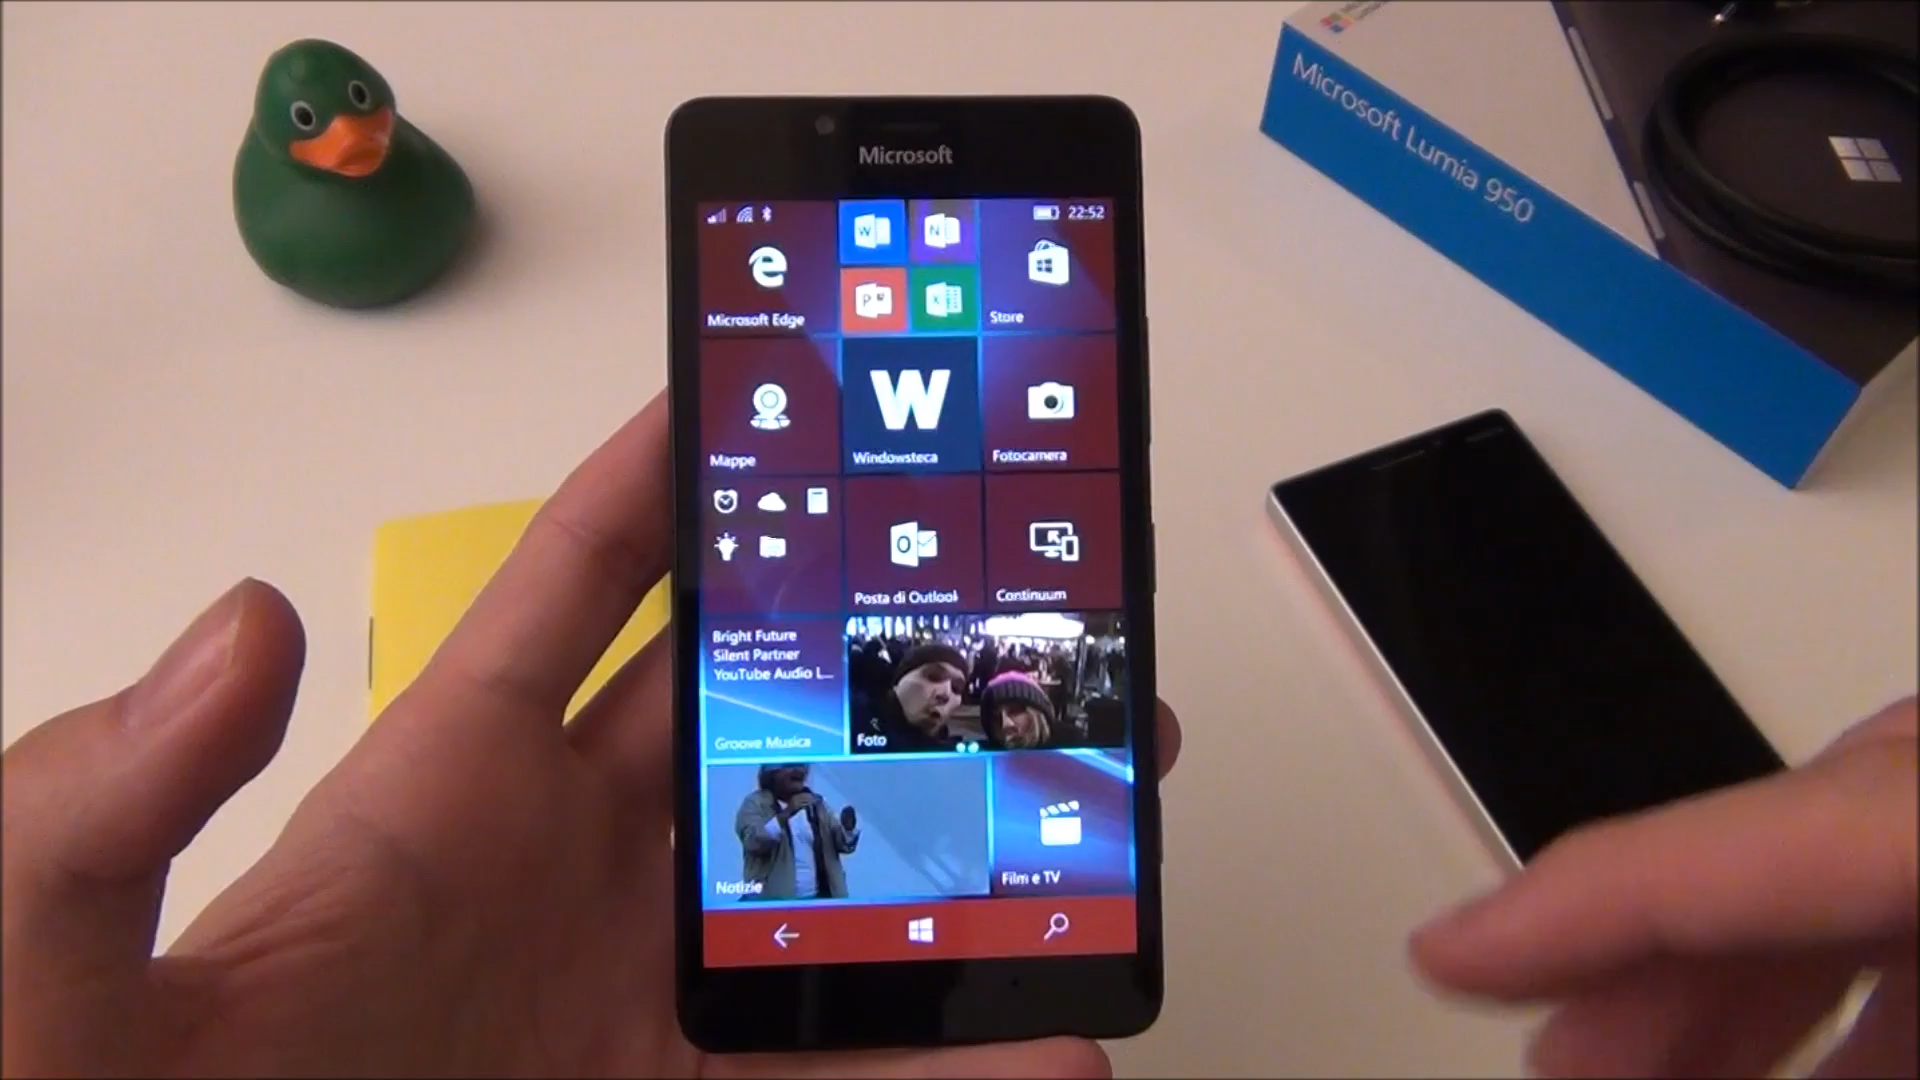 Microsoft Lumia 950
Microsoft
22:52
W
N
P
X
Microsoft Edge
Store
W
Mappe
Windowsteca
Fotocamera
O
Posta di Outlook
Continuum
Bright Future
Silent Partner
YouTube Audio L...
Groove Musica
Foto
Notizie
Film e TV